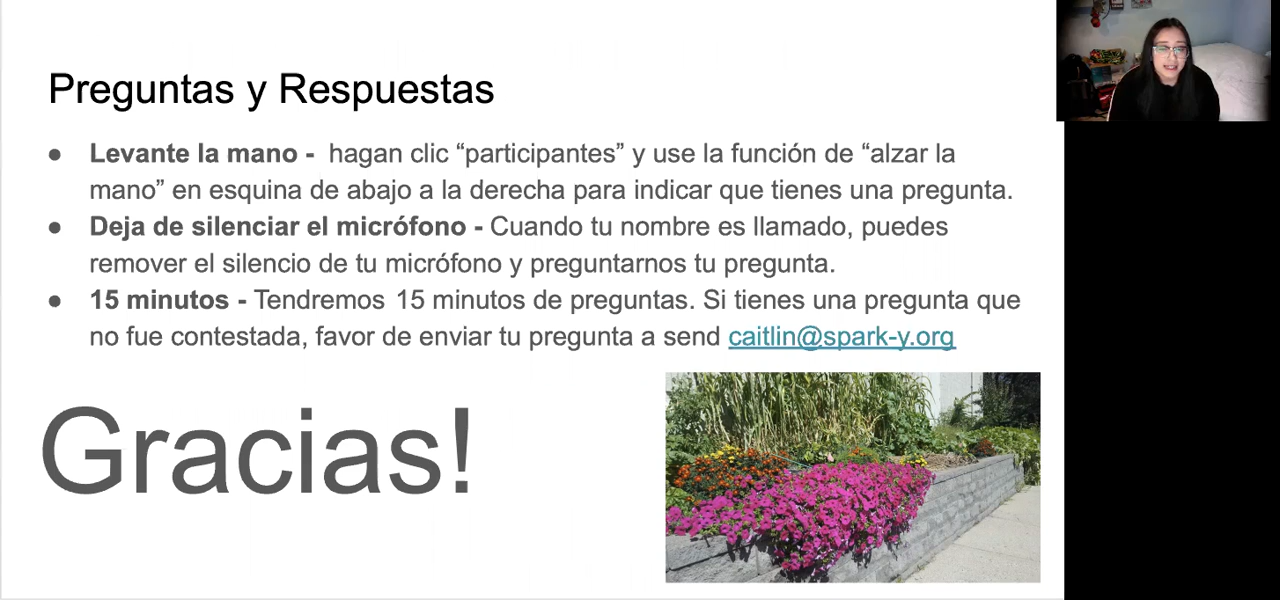 Preguntas y Respuestas
● Levante la mano - hagan clic “participantes” y use la función de “alzar la
mano” en esquina de abajo a la derecha para indicar que tienes una pregunta.
● Deja de silenciar el micrófono - Cuando tu nombre es llamado, puedes
remover el silencio de tu micrófono y preguntarnos tu pregunta.
● 15 minutos - Tendremos 15 minutos de preguntas. Si tienes una pregunta que
no fue contestada, favor de enviar tu pregunta a send caitlin@spark-y.org
Gracias!